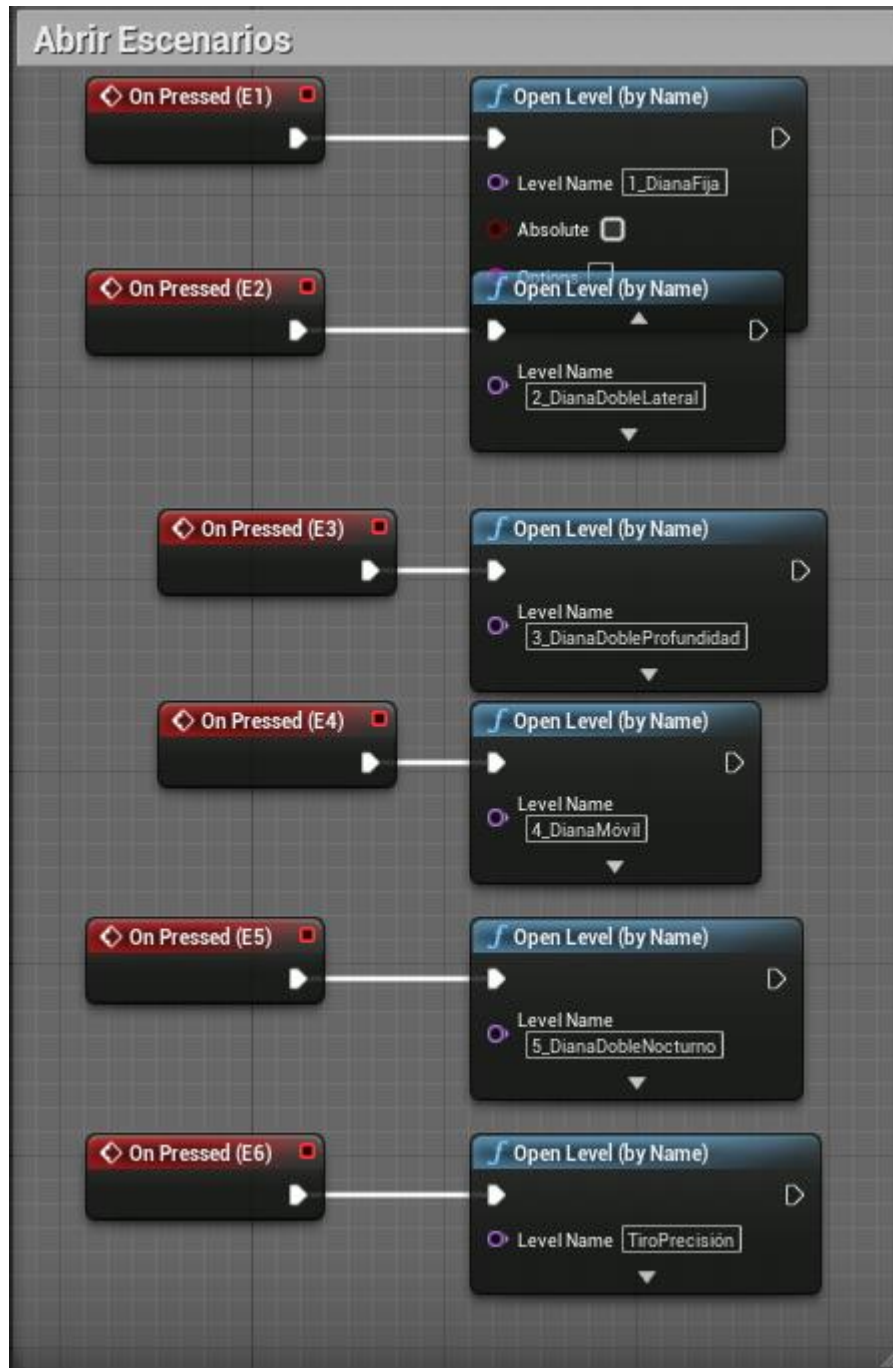 Abrir Escenarios
On Pressed (E1)
Open Level (by Name)
Level Name 1_DianaFija
Absolute
Options
On Pressed (E2)
Open Level (by Name)
Level Name
2_DianaDobleLateral
On Pressed (E3)
Open Level (by Name)
Level Name
3_DianaDobleProfundidad
On Pressed (E4)
Open Level (by Name)
Level Name
4_DianaMóvil
On Pressed (E5)
Open Level (by Name)
Level Name
5_DianaDobleNocturno
On Pressed (E6)
Open Level (by Name)
Level Name TiroPrecisión